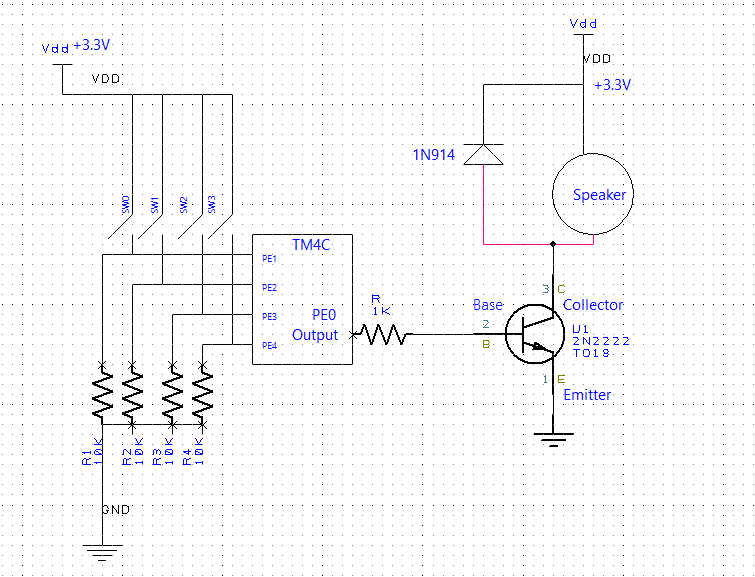 Vdd +3.3V
VDD
Vdd
VDD
+3.3V
1N914
Speaker
SW0
SW1
SW2
SW3
TM4C
PE1
PE2
PE3
PE4
PE0
Output
R
1K
Base
2
B
3 C
Collector
U1
2N2222
TO18
1 E
Emitter
R1
10K
R2
10K
R3
10K
R4
10K
GND